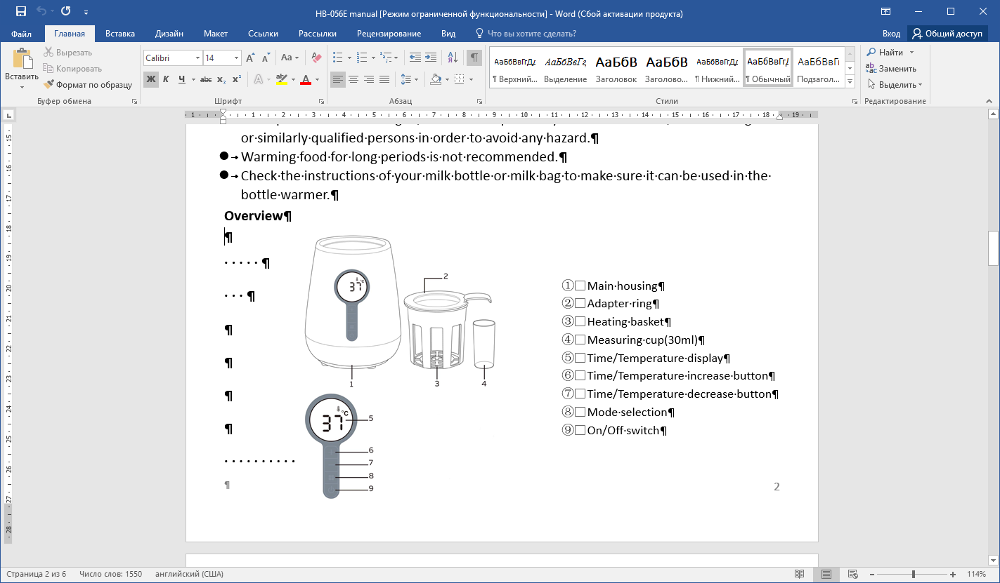 HB-056E manual [Режим ограниченной функциональности] - Word (Сбой активации продукта)
Файл Главная Вставка Дизайн Макет Ссылки Рассылки Рецензирование Вид Что вы хотите сделать? Вход Общий доступ
Вставить
Вырезать
Копировать
Формат по образцу
Буфер обмена
Calibri 14
Ж К Ч abc x₂ x²
Шрифт
Абзац
АаБбВвГгДд АаБбВвГг АаБбВ АаБбВ АаБбВвГгДд АаБбВвГг АаБбВвГг
¶ Верхний... Выделение Заголовок Заголово... ¶ Нижний... ¶ Обычный Подзагол...
Стили
Найти
Заменить
Выделить
Редактирование
1 1 2 3 4 5 6 7 8 9 10 11 12 13 14 15 16 17 18 19
15 16 17 18 19 20 21 22 23 24 25 26 27 28
or·similarly·qualified·persons·in·order·to·avoid·any·hazard.¶
●→Warming·food·for·long·periods·is·not·recommended.¶
●→Check·the·instructions·of·your·milk·bottle·or·milk·bag·to·make·sure·it·can·be·used·in·the·
bottle·warmer.¶
Overview¶
37 °C
1
2
3
4
37 °C
5
6
7
8
9
① Main·housing¶
② Adapter·ring¶
③ Heating·basket¶
④ Measuring·cup(30ml)¶
⑤ Time/Temperature·display¶
⑥ Time/Temperature·increase·button¶
⑦ Time/Temperature·decrease·button¶
⑧ Mode·selection¶
⑨ On/Off·switch¶
2
Страница 2 из 6 Число слов: 1550 английский (США) 114%